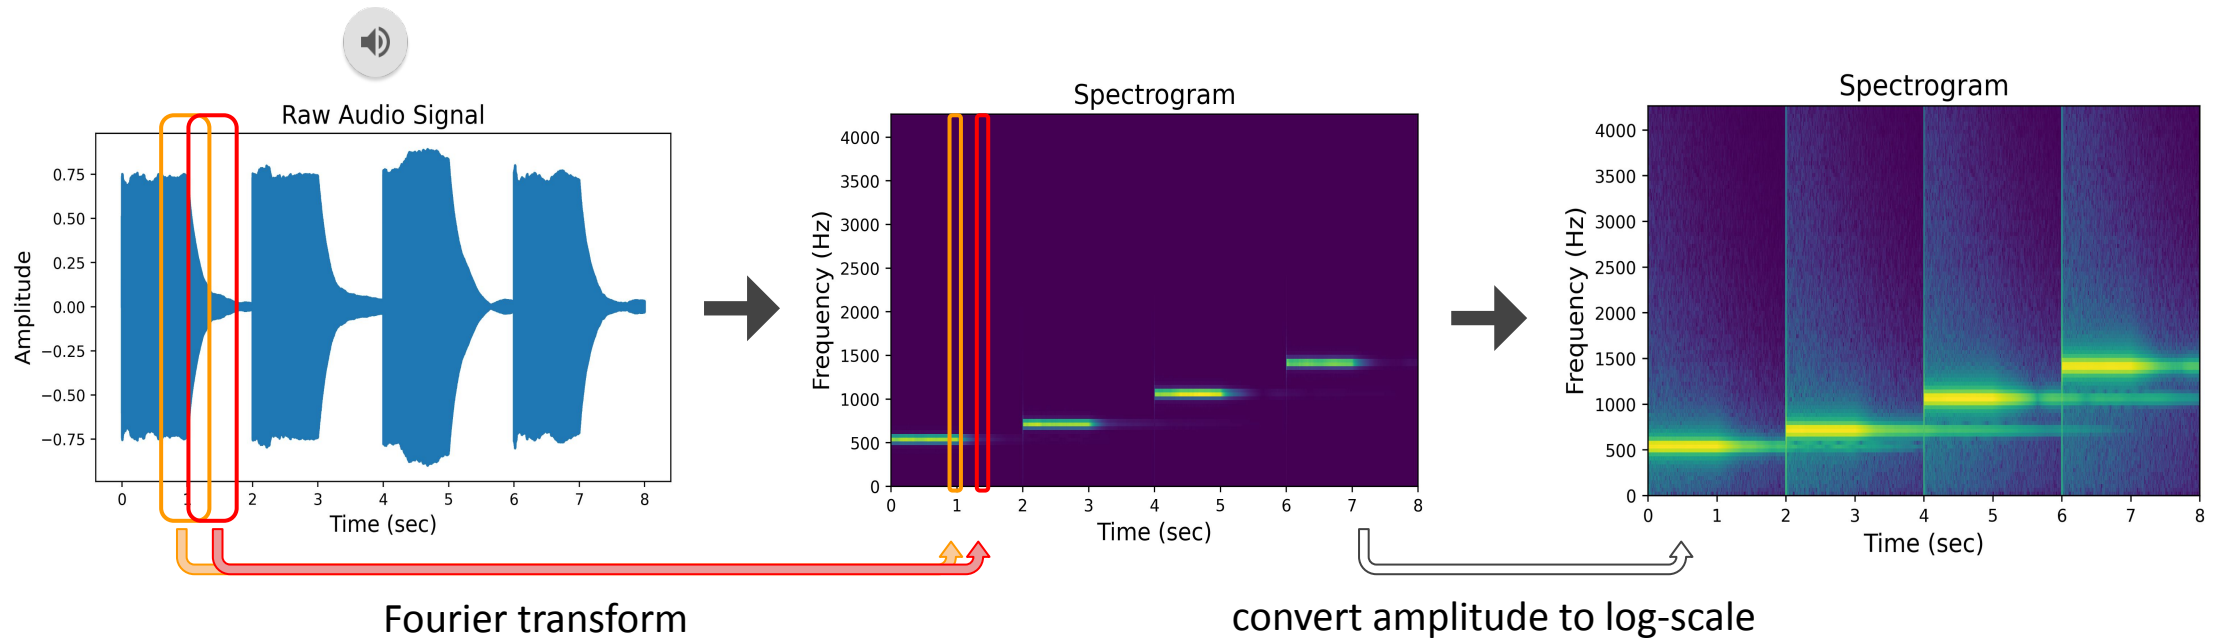 Raw Audio Signal
0.75
0.50
0.25
0.00
−0.25
−0.50
−0.75
Amplitude
0 1 2 3 4 5 6 7 8
Time (sec)
Spectrogram
4000
3500
3000
2500
2000
1500
1000
500
0
Frequency (Hz)
0 1 2 3 4 5 6 7 8
Time (sec)
Spectrogram
4000
3500
3000
2500
2000
1500
1000
500
0
Frequency (Hz)
0 1 2 3 4 5 6 7 8
Time (sec)
Fourier transform
convert amplitude to log-scale